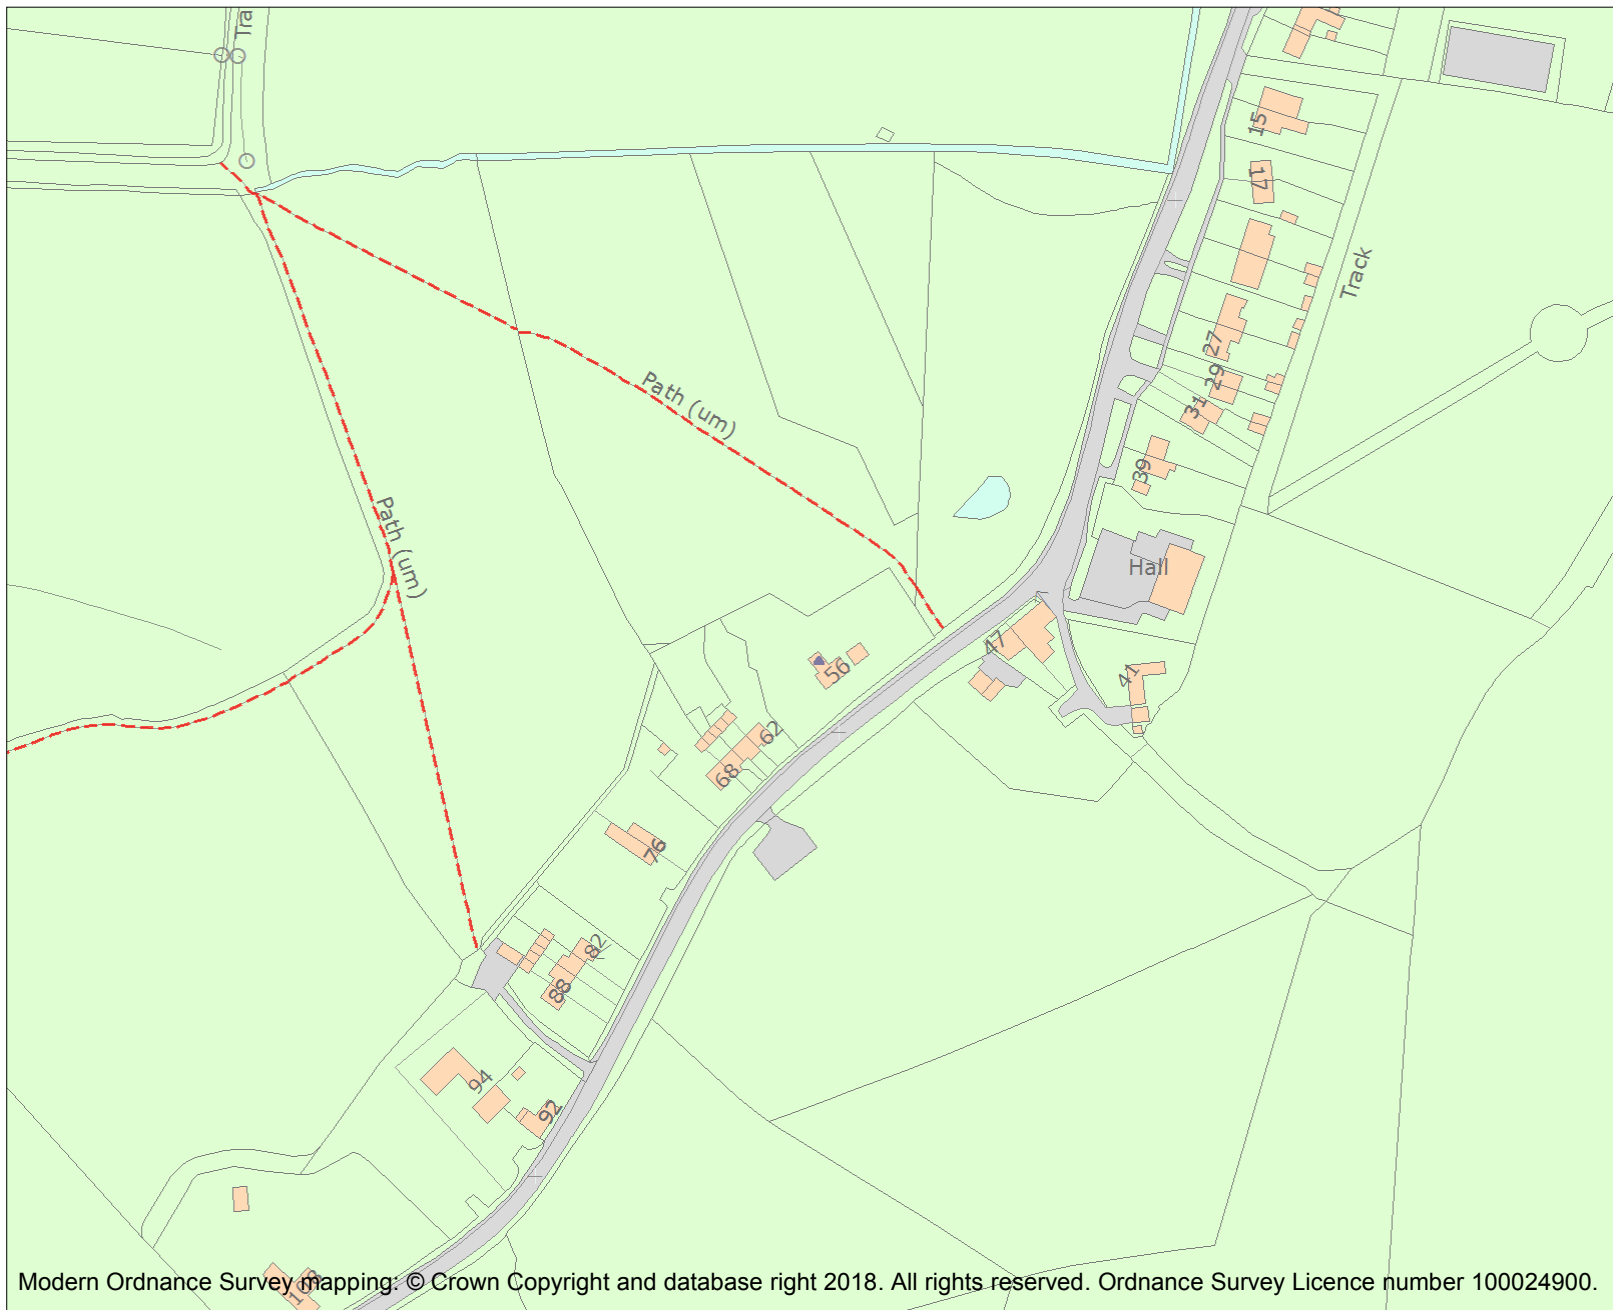 Tra
15
17
Track
27
29
31
Path (um)
39
Path (um)
Hall
47
41
56
62
68
76
82
88
94
92
108
Modern Ordnance Survey mapping: © Crown Copyright and database right 2018. All rights reserved. Ordnance Survey Licence number 100024900.